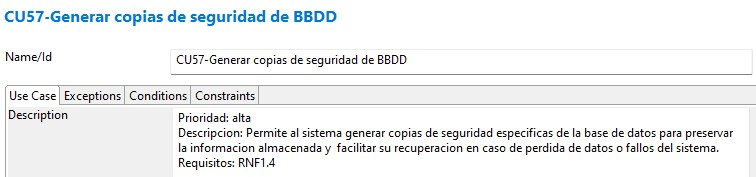 CU57-Generar copias de seguridad de BBDD
Name/Id
CU57-Generar copias de seguridad de BBDD
Use Case Exceptions Conditions Constraints
Description
Prioridad: alta
Descripcion: Permite al sistema generar copias de seguridad especificas de la base de datos para preservar
la informacion almacenada y facilitar su recuperacion en caso de perdida de datos o fallos del sistema.
Requisitos: RNF1.4